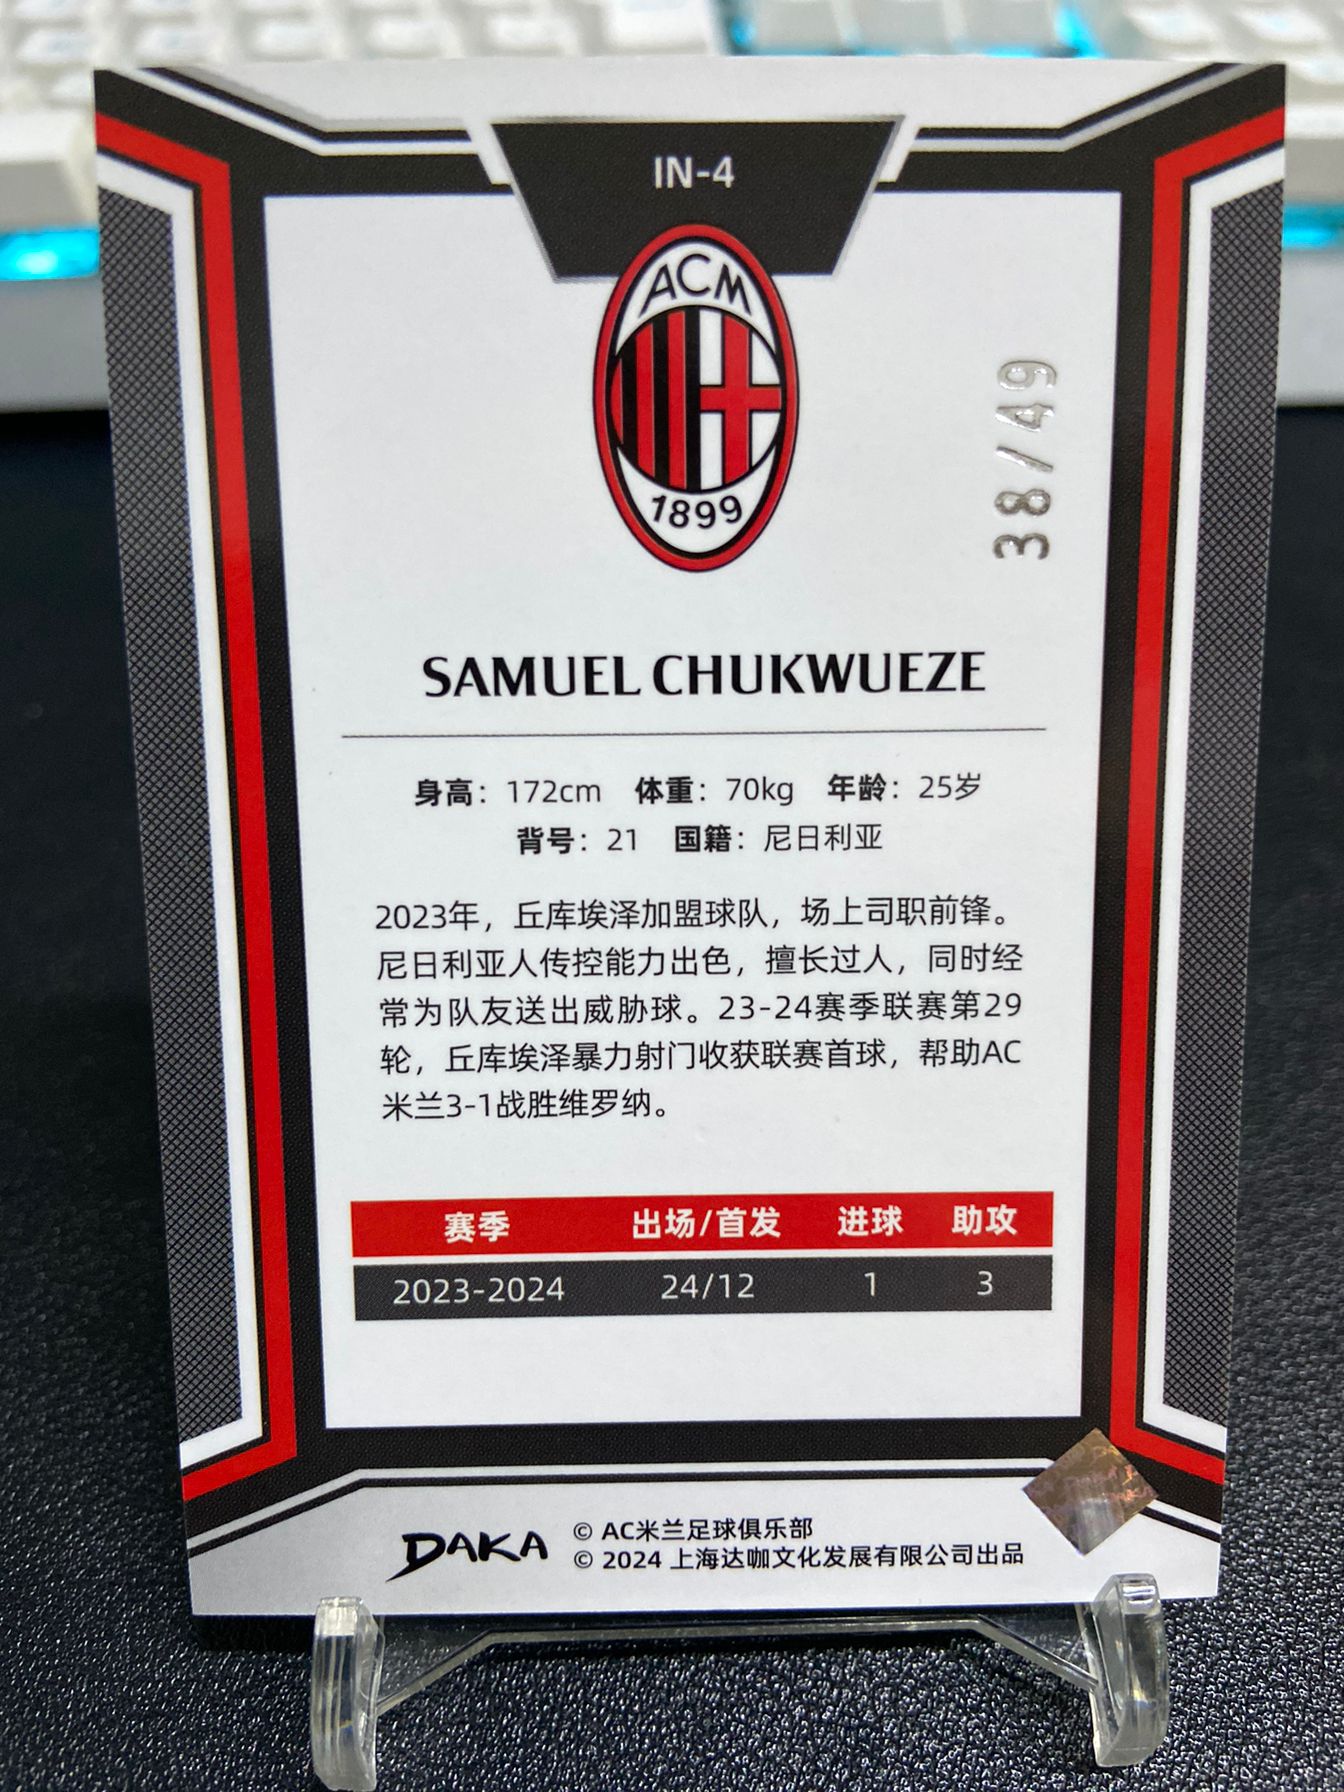 IN-4
ACM
1899
38/49
SAMUEL CHUKWUEZE
身高：172cm 体重：70kg 年龄：25岁
背号：21 国籍：尼日利亚
2023年，丘库埃泽加盟球队，场上司职前锋。
尼日利亚人传控能力出色，擅长过人，同时经
常为队友送出威胁球。23-24赛季联赛第29
轮，丘库埃泽暴力射门收获联赛首球，帮助AC
米兰3-1战胜维罗纳。
赛季 出场/首发 进球 助攻
2023-2024 24/12 1 3
DAKA
© AC米兰足球俱乐部
© 2024 上海达咖文化发展有限公司出品